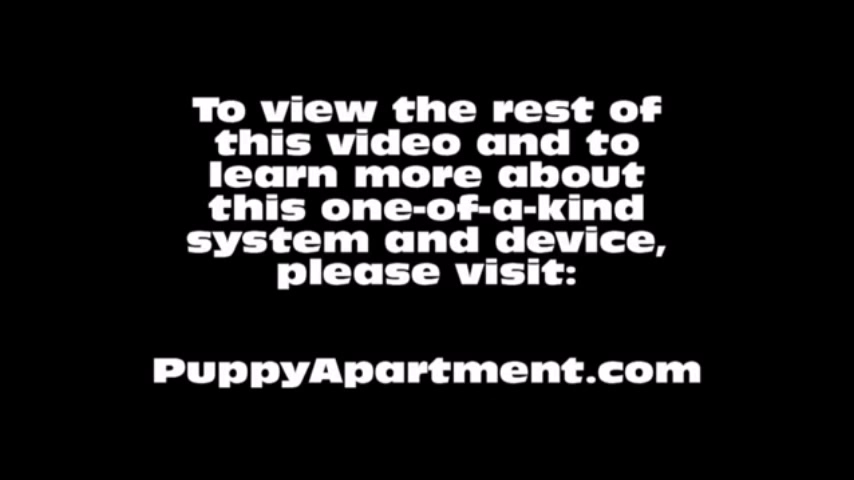 To view the rest of
this video and to
learn more about
this one-of-a-kind
system and device,
please visit:
PuppyApartment.com